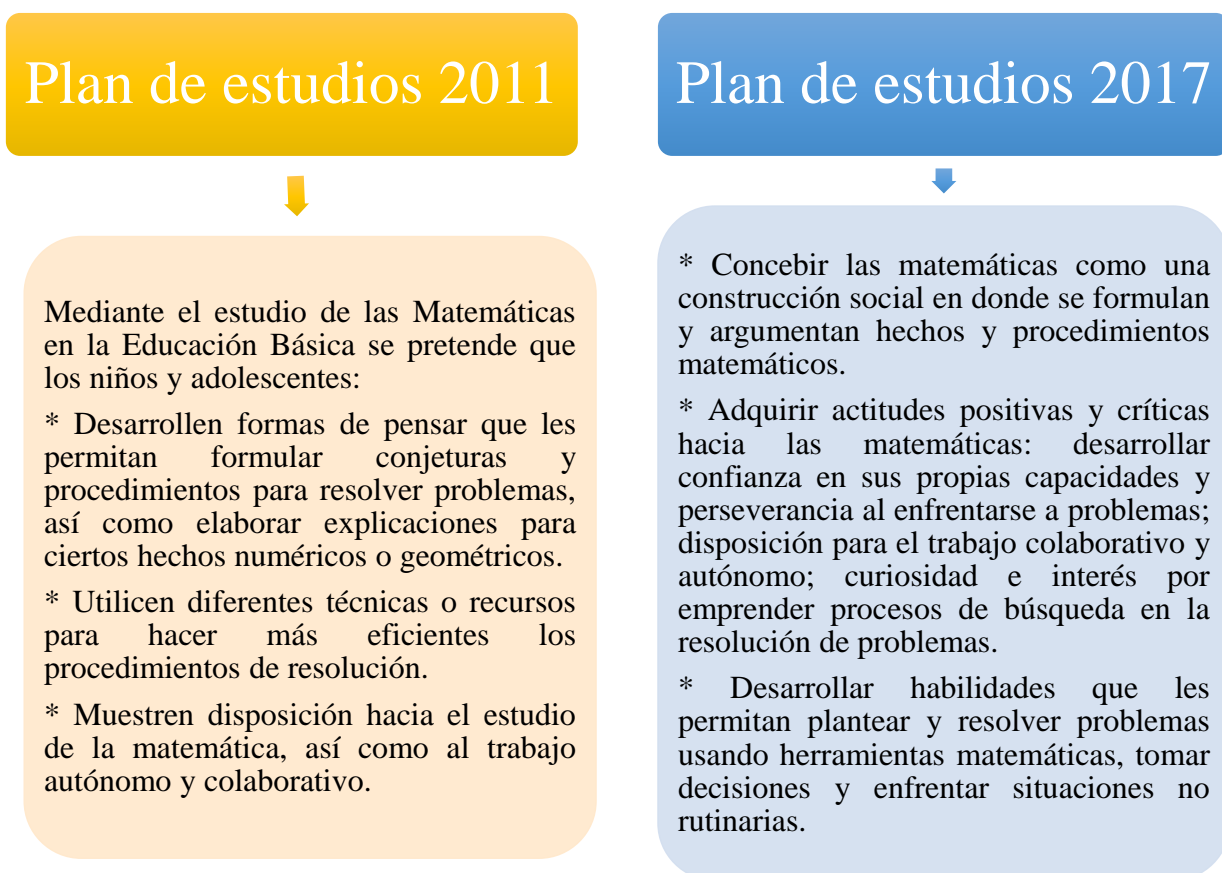 Plan de estudios 2011
Mediante el estudio de las Matemáticas
en la Educación Básica se pretende que
los niños y adolescentes:
* Desarrollen formas de pensar que les
permitan formular conjeturas y
procedimientos para resolver problemas,
así como elaborar explicaciones para
ciertos hechos numéricos o geométricos.
* Utilicen diferentes técnicas o recursos
para hacer más eficientes los
procedimientos de resolución.
* Muestren disposición hacia el estudio
de la matemática, así como al trabajo
autónomo y colaborativo.
Plan de estudios 2017
* Concebir las matemáticas como una
construcción social en donde se formulan
y argumentan hechos y procedimientos
matemáticos.
* Adquirir actitudes positivas y críticas
hacia las matemáticas: desarrollar
confianza en sus propias capacidades y
perseverancia al enfrentarse a problemas;
disposición para el trabajo colaborativo y
autónomo; curiosidad e interés por
emprender procesos de búsqueda en la
resolución de problemas.
* Desarrollar habilidades que les
permitan plantear y resolver problemas
usando herramientas matemáticas, tomar
decisiones y enfrentar situaciones no
rutinarias.